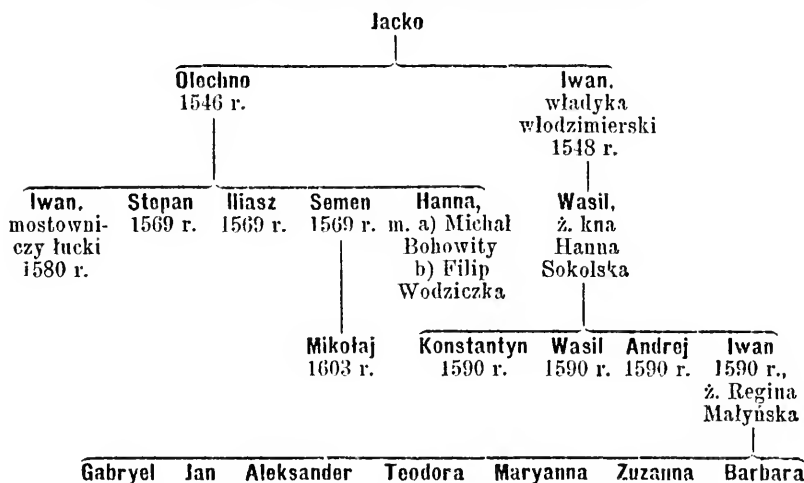 Jacko
Olechno Iwan,
1546 r. władyka
włodzimierski
1548 r.
Iwan, Stepan Iliasz Semen Hanna, Wasil,
mostowni- 1569 r. 1569 r. 1569 r. m. a) Michał ż. kna
czy łucki Bohowity Hanna
1580 r. b) Filip Sokolska
Wodziczka
Mikołaj Konstantyn Wasil Andrej Iwan
1603 r. 1590 r. 1590 r. 1590 r. 1590 r.,
ż. Regina
Małyńska
Gabryel Jan Aleksander Teodora Maryanna Zuzanna Barbara